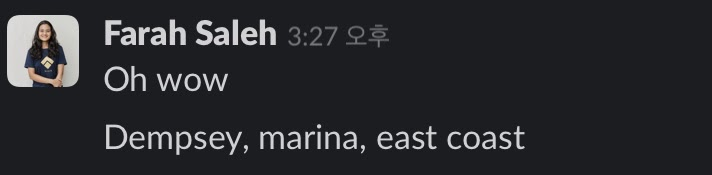 Farah Saleh 3:27 오후
Oh wow
Dempsey, marina, east coast